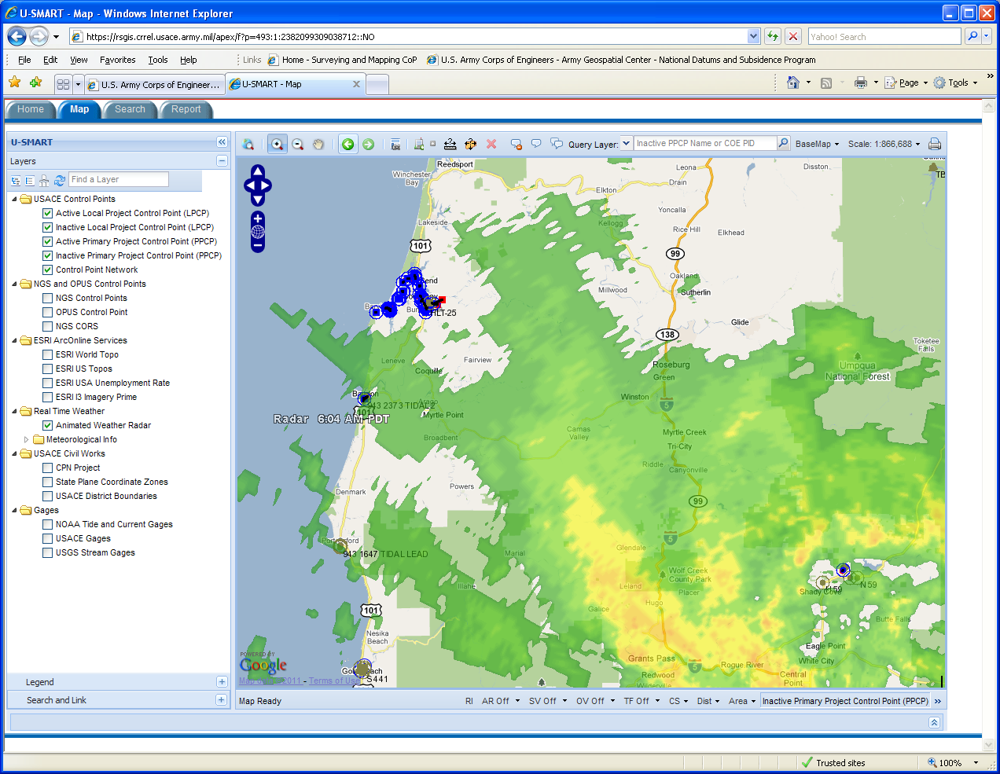 U-SMART - Map - Windows Internet Explorer
https://rsgis.crrel.usace.army.mil/apex/f?p=493:1:2382099309038712::NO
Yahoo! Search
File Edit View Favorites Tools Help
Links Home - Surveying and Mapping CoP U.S. Army Corps of Engineers - Army Geospatial Center - National Datums and Subsidence Program
U.S. Army Corps of Engineer... U-SMART - Map
Page Tools
Home Map Search Report
U-SMART
Layers
Find a Layer
USACE Control Points
Active Local Project Control Point (LPCP)
Inactive Local Project Control Point (LPCP)
Active Primary Project Control Point (PPCP)
Inactive Primary Project Control Point (PPCP)
Control Point Network
NGS and OPUS Control Points
NGS Control Points
OPUS Control Point
NGS CORS
ESRI ArcOnline Services
ESRI World Topo
ESRI US Topos
ESRI USA Unemployment Rate
ESRI I3 Imagery Prime
Real Time Weather
Animated Weather Radar
Meteorological Info
USACE Civil Works
CPN Project
State Plane Coordinate Zones
USACE District Boundaries
Gages
NOAA Tide and Current Gages
USACE Gages
USGS Stream Gages
Legend
Search and Link
Query Layer: Inactive PPCP Name or COE PID BaseMap Scale: 1:866,688
Reedsport
Winchester Bay
Leona
Disston
Drain
TB
Elkton
Yoncalla
Kellogg
Lakeside
Rice Hill
Elkhead
101
99
Oakland
Sutherlin
Millwood
HLT-25
Glide
138
Toketee Falls
Leneve
Fairview
Roseburg
Coquille
Green
Umpqua National Forest
Winston
Arago
943 2373 TIDAL 2
5
101
Myrtle Point
Radar 6:04 AM PDT
Camas Valley
Myrtle Creek
Broadbent
Tri-City
Riddle
Canyonville
Powers
Denmark
99
5
943 1647 TIDAL LEAD
Marial
Glendale
Wolf Creek County Park
Placer
Illahe
Leland
N 59
Shady Cove
Hugo
101
Galice
Butte Falls
Nesika Beach
Eagle Point
POWERED BY
Google
Grants Pass
White City
5
Rogue River
S441
Redwood
Central Point
Wilderville
Terms of Use
Map Ready RI AR Off SV Off OV Off TF Off CS Dist Area Inactive Primary Project Control Point (PPCP)
Trusted sites 100%